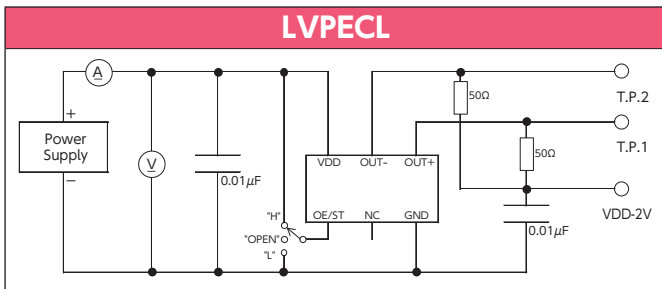 LVPECL
A
50Ω
T.P.2
+
Power
Supply
−
V
0.01µF
VDD
OUT-
OUT+
50Ω
T.P.1
"H"
"OPEN"
"L"
OE/ST
NC
GND
0.01µF
VDD-2V